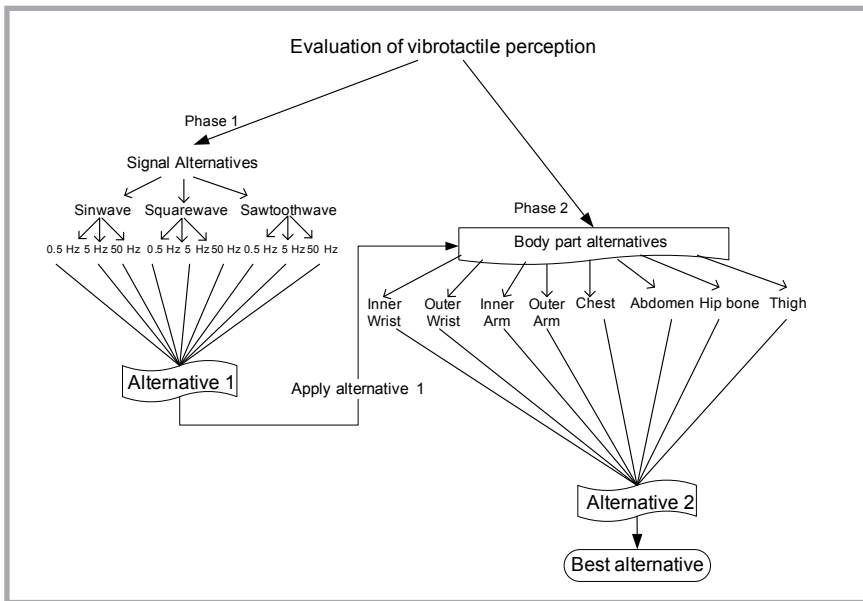 Evaluation of vibrotactile perception
Phase 1
Signal Alternatives
Sinwave Squarewave Sawtoothwave
0.5 Hz 5 Hz 50 Hz 0.5 Hz 5 Hz 50 Hz 0.5 Hz 5 Hz 50 Hz
Alternative 1
Apply alternative 1
Phase 2
Body part alternatives
Inner Wrist
Outer Wrist
Inner Arm
Outer Arm
Chest
Abdomen
Hip bone
Thigh
Alternative 2
Best alternative